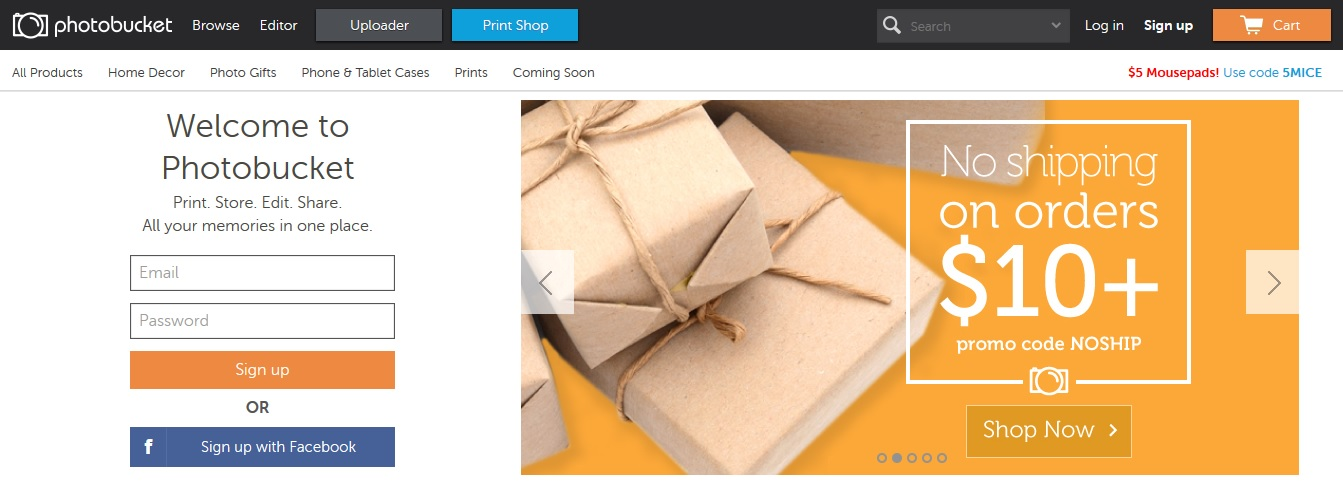 photobucket Browse Editor Uploader Print Shop Search Log in Sign up Cart
All Products Home Decor Photo Gifts Phone & Tablet Cases Prints Coming Soon $5 Mousepads! Use code 5MICE
Welcome to
Photobucket
Print. Store. Edit. Share.
All your memories in one place.
Email
Password
Sign up
OR
f Sign up with Facebook
No shipping
on orders
$10+
promo code NOSHIP
Shop Now